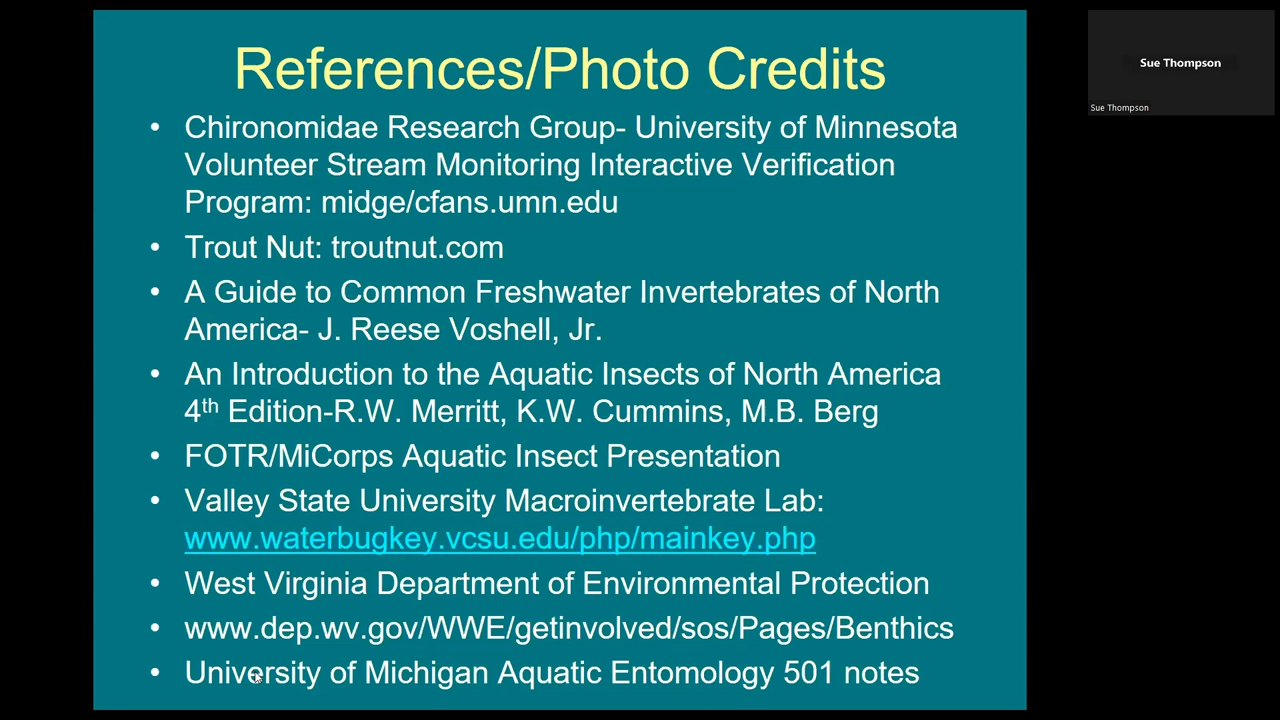 References/Photo Credits
• Chironomidae Research Group- University of Minnesota
Volunteer Stream Monitoring Interactive Verification
Program: midge/cfans.umn.edu
• Trout Nut: troutnut.com
• A Guide to Common Freshwater Invertebrates of North
America- J. Reese Voshell, Jr.
• An Introduction to the Aquatic Insects of North America
4th Edition-R.W. Merritt, K.W. Cummins, M.B. Berg
• FOTR/MiCorps Aquatic Insect Presentation
• Valley State University Macroinvertebrate Lab:
www.waterbugkey.vcsu.edu/php/mainkey.php
• West Virginia Department of Environmental Protection
• www.dep.wv.gov/WWE/getinvolved/sos/Pages/Benthics
• University of Michigan Aquatic Entomology 501 notes
Sue Thompson
Sue Thompson